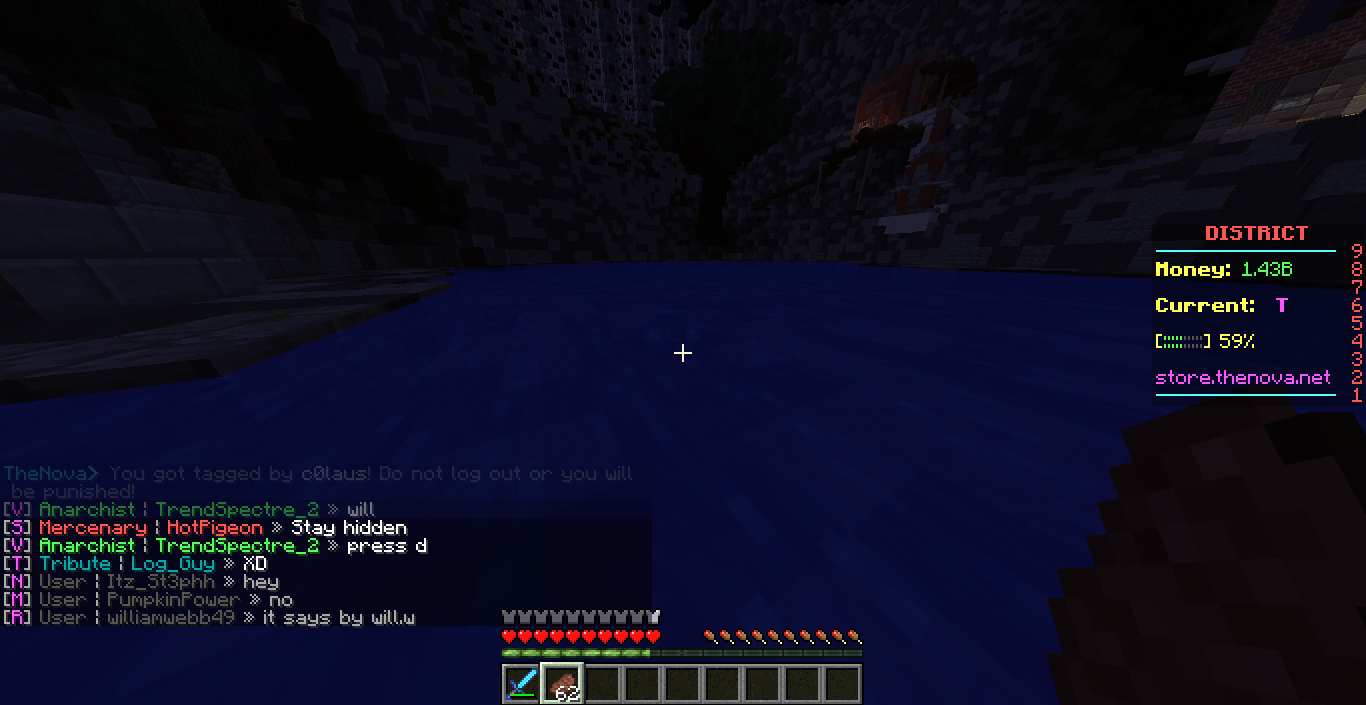 DISTRICT
9
Money: 1.43B
8
7
Current: T
6
5
[::::::::] 59%
4
3
store.thenova.net
2
1
TheNova> You got tagged by c0laus! Do not log out or you will
be punished!
[V] Anarchist ¦ TrendSpectre_2 » will
[S] Mercenary ¦ HotPigeon » Stay hidden
[V] Anarchist ¦ TrendSpectre_2 » press d
[T] Tribute ¦ Log_Guy » XD
[N] User ¦ Itz_St3phh » hey
[M] User ¦ PumpkinPower » no
[R] User ¦ williamwebb49 » it says by will.w
62